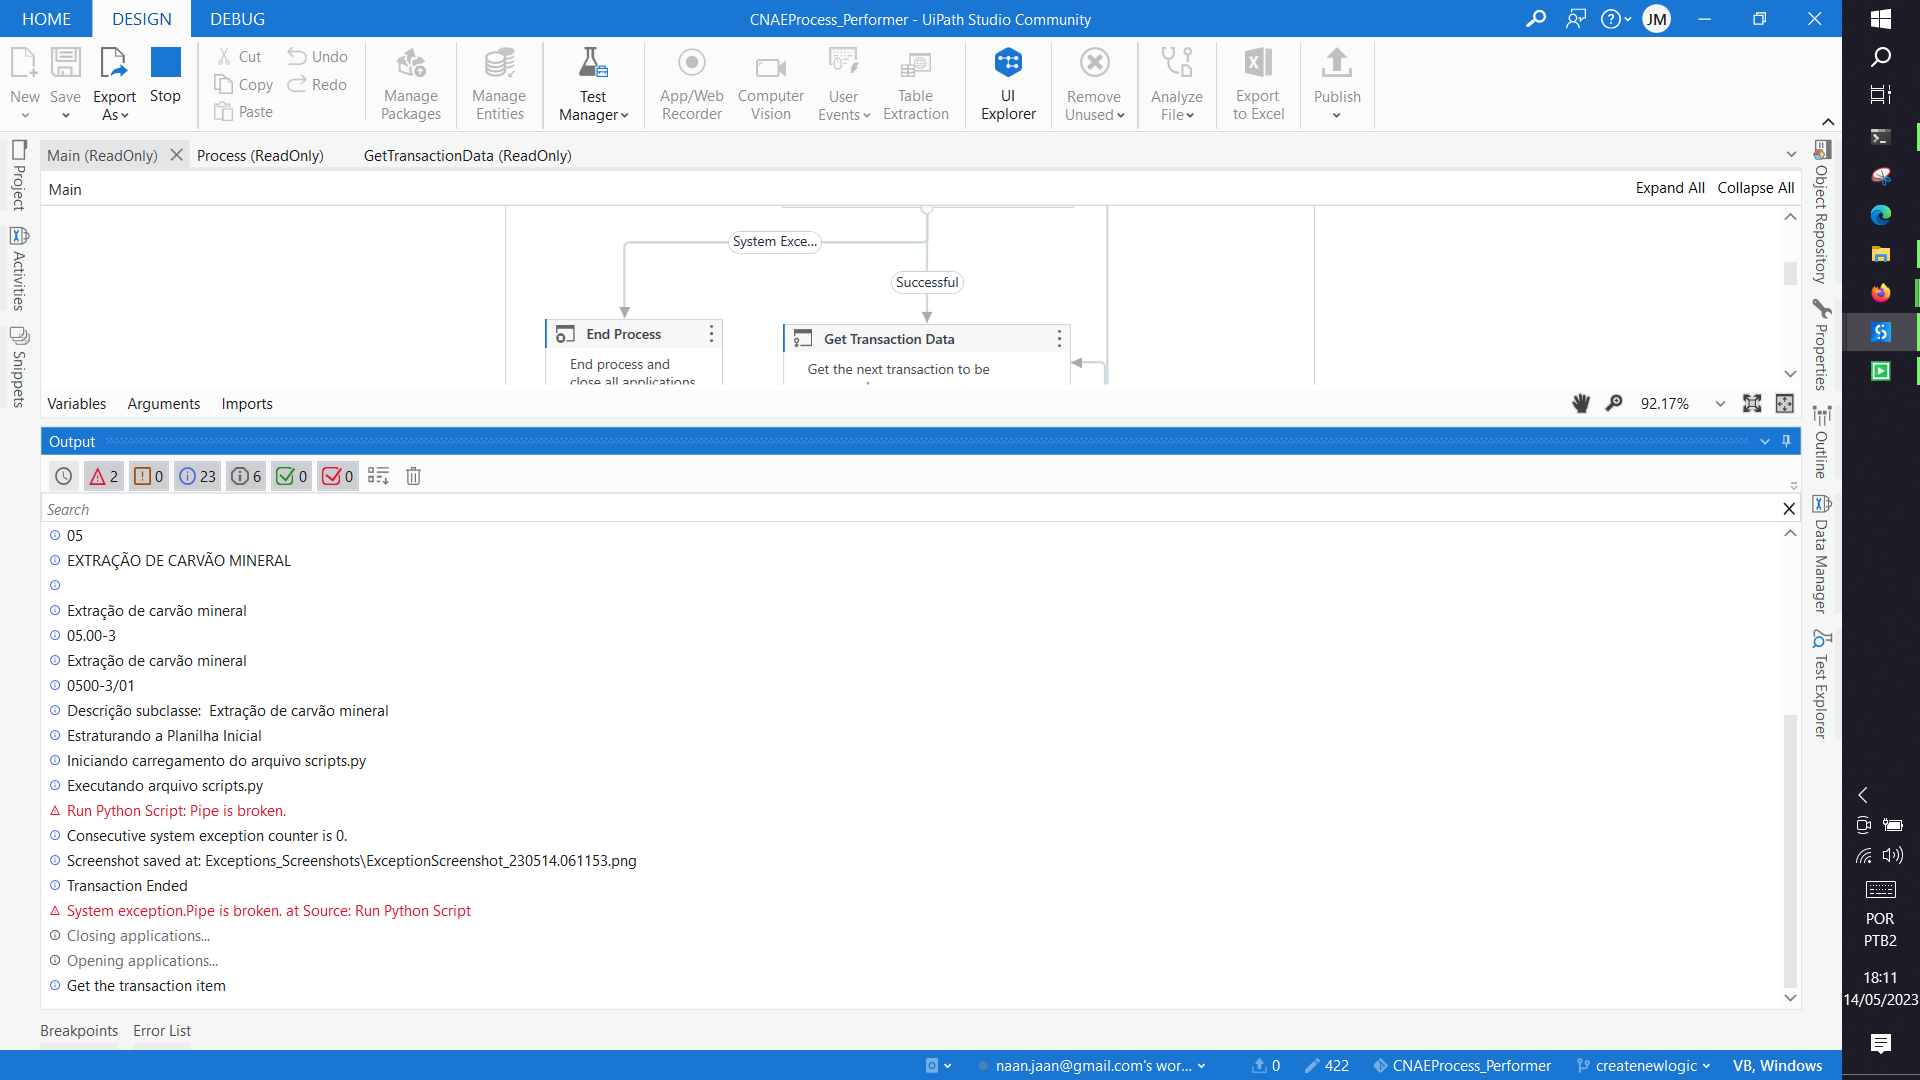 HOME DESIGN DEBUG
CNAEProcess_Performer - UiPath Studio Community
JM
New
Save
Export As
Stop
Cut
Copy
Paste
Undo
Redo
Manage Packages
Manage Entities
Test Manager
App/Web Recorder
Computer Vision
User Events
Table Extraction
UI Explorer
Remove Unused
Analyze File
Export to Excel
Publish
Main (ReadOnly)
Process (ReadOnly)
GetTransactionData (ReadOnly)
Main
Expand All Collapse All
Project
Activities
Snippets
System Exce...
Successful
End Process
End process and
close all applications
Get Transaction Data
Get the next transaction to be
Variables Arguments Imports
92.17%
Output
2 0 23 6 0 0
Search
05
EXTRAÇÃO DE CARVÃO MINERAL
Extração de carvão mineral
05.00-3
Extração de carvão mineral
0500-3/01
Descrição subclasse:  Extração de carvão mineral
Estraturando a Planilha Inicial
Iniciando carregamento do arquivo scripts.py
Executando arquivo scripts.py
Run Python Script: Pipe is broken.
Consecutive system exception counter is 0.
Screenshot saved at: Exceptions_Screenshots\ExceptionScreenshot_230514.061153.png
Transaction Ended
System exception.Pipe is broken. at Source: Run Python Script
Closing applications...
Opening applications...
Get the transaction item
Breakpoints Error List
Object Repository
Properties
Outline
Data Manager
Test Explorer
naan.jaan@gmail.com's wor... 0 422 CNAEProcess_Performer createnewlogic VB, Windows
POR
PTB2
18:11
14/05/2023